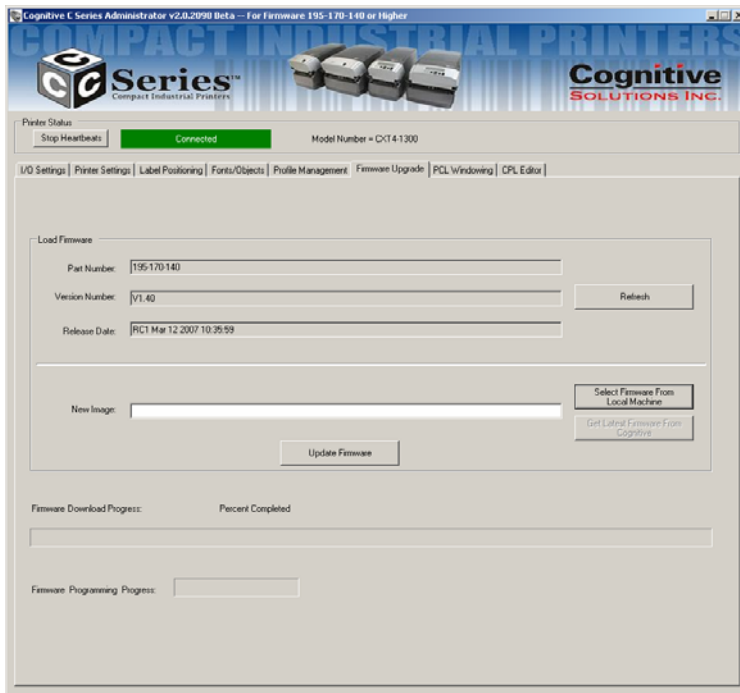 Cognitive C Series Administrator v2.0.2090 Beta -- For Firmware 195-170-140 or Higher
COMPACT INDUSTRIAL PRINTERS
C C C Series™
Compact Industrial Printers
Cognitive
SOLUTIONS INC.
Printer Status
Stop Heartbeats Connected Model Number = CXT4-1300
I/O Settings Printer Settings Label Positioning Fonts/Objects Profile Management Firmware Upgrade PCL Windowing CPL Editor
Load Firmware
Part Number: 195-170-140
Version Number: V1.40 Refresh
Release Date: RC1 Mar 12 2007 10:35:59
Select Firmware From
Local Machine
New Image:
Get Latest Firmware From
Cognitive
Update Firmware
Firmware Download Progress: Percent Completed
Firmware Programming Progress: